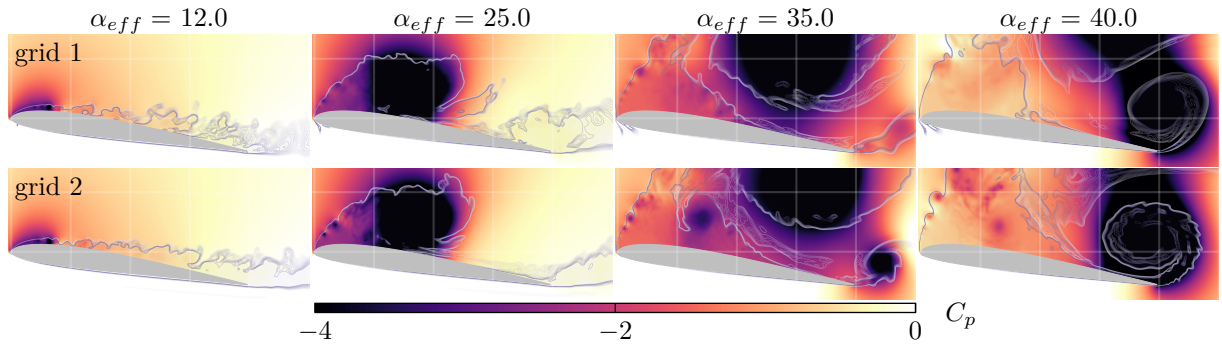 α_eff = 12.0 α_eff = 25.0 α_eff = 35.0 α_eff = 40.0
grid 1
grid 2
−4 −2 0 C_p